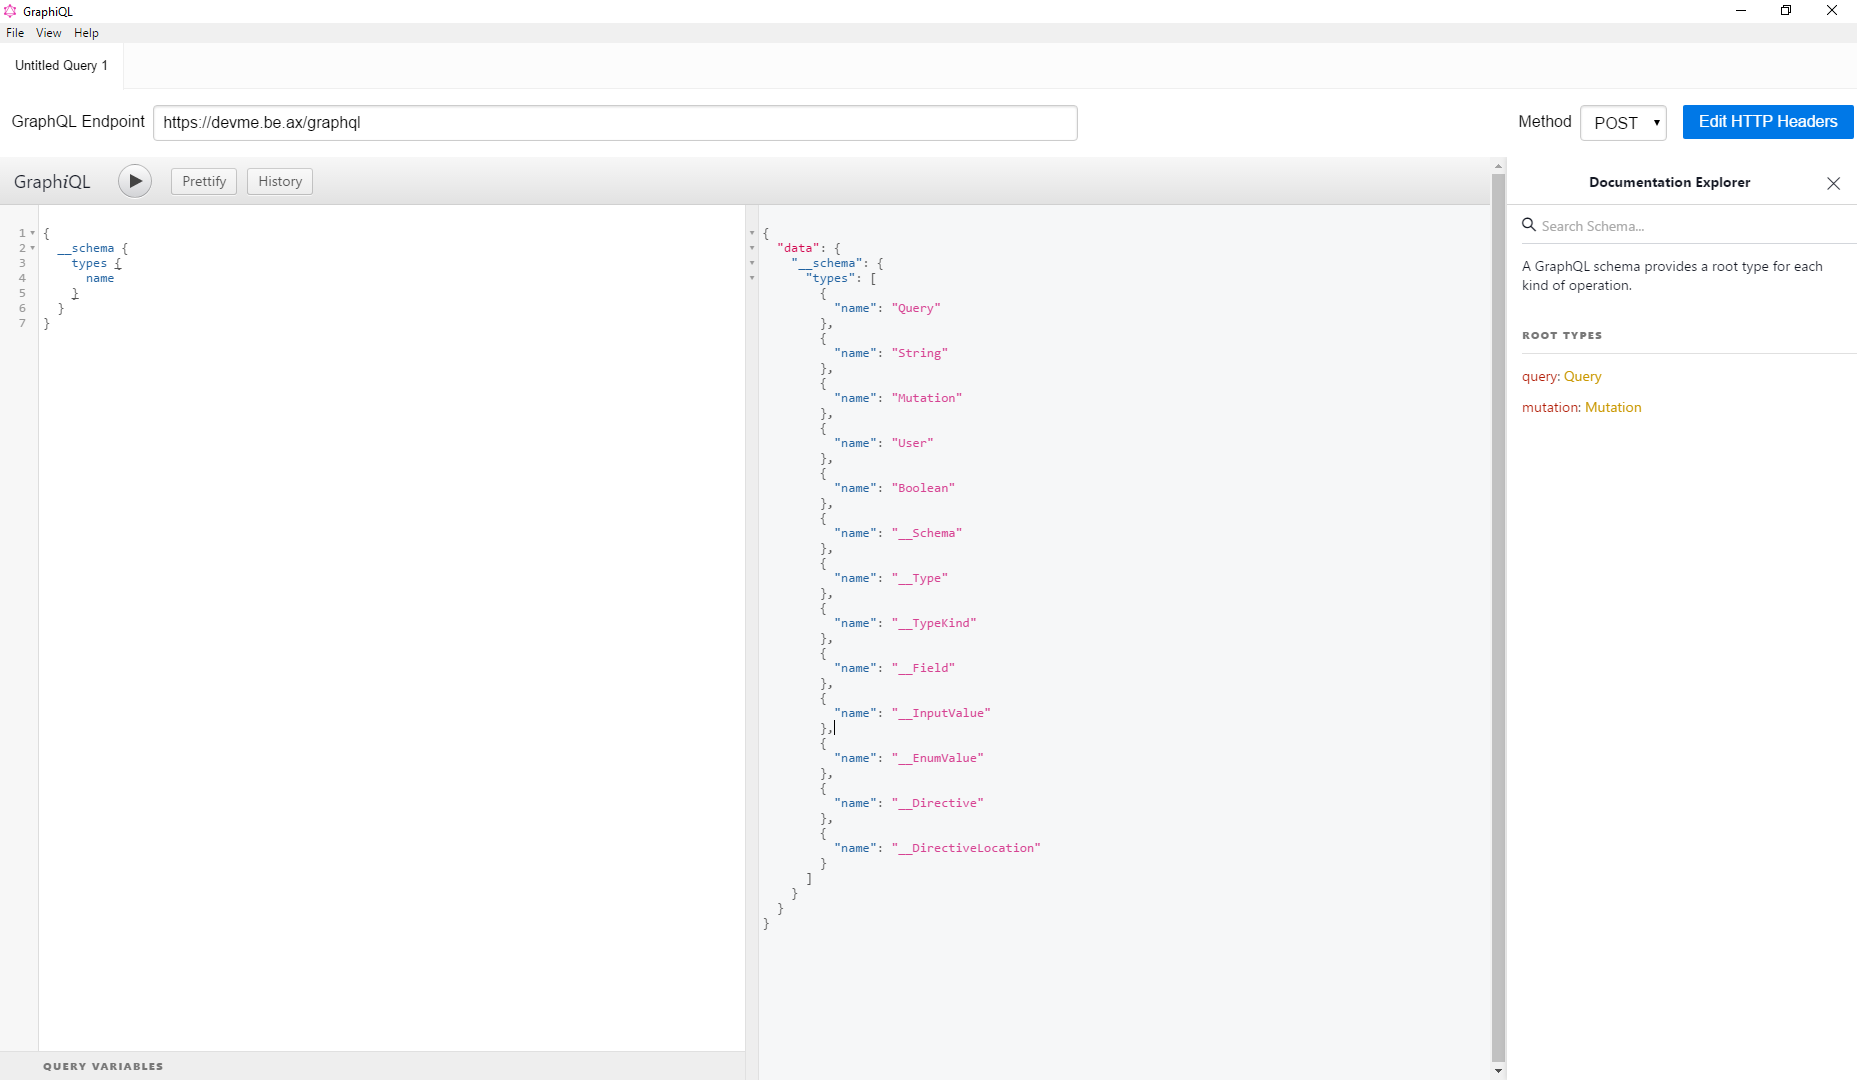 GraphiQL
File View Help
Untitled Query 1
GraphQL Endpoint https://devme.be.ax/graphql Method POST Edit HTTP Headers
GraphiQL Prettify History
1 {
2 __schema {
3 types {
4 name
5 }
6 }
7 }
QUERY VARIABLES
{
"data": {
"__schema": {
"types": [
{
"name": "Query"
},
{
"name": "String"
},
{
"name": "Mutation"
},
{
"name": "User"
},
{
"name": "Boolean"
},
{
"name": "__Schema"
},
{
"name": "__Type"
},
{
"name": "__TypeKind"
},
{
"name": "__Field"
},
{
"name": "__InputValue"
},
{
"name": "__EnumValue"
},
{
"name": "__Directive"
},
{
"name": "__DirectiveLocation"
}
]
}
}
}
Documentation Explorer
Search Schema...
A GraphQL schema provides a root type for each
kind of operation.
ROOT TYPES
query: Query
mutation: Mutation